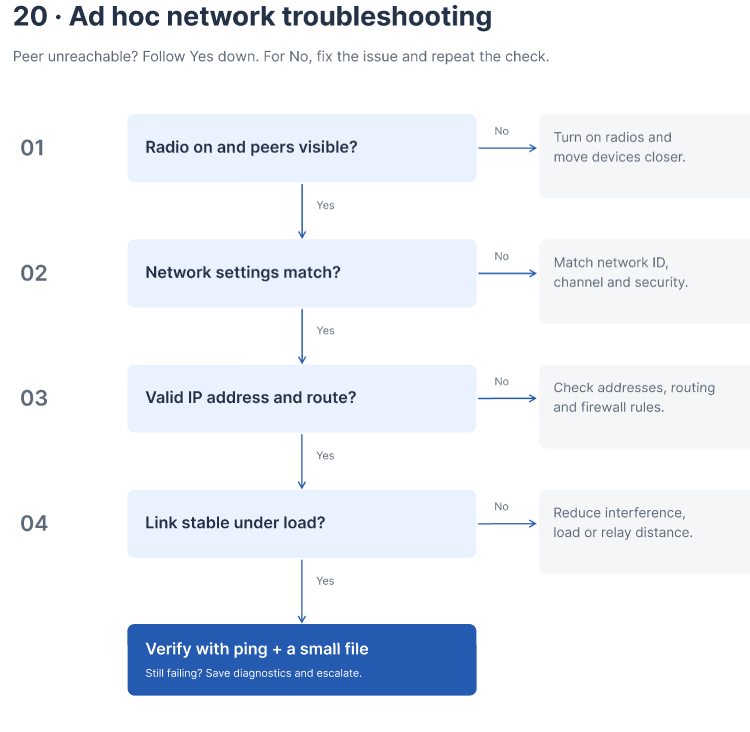 20 · Ad hoc network troubleshooting
Peer unreachable? Follow Yes down. For No, fix the issue and repeat the check.
01
Radio on and peers visible?
No
Turn on radios and
move devices closer.
Yes
02
Network settings match?
No
Match network ID,
channel and security.
Yes
03
Valid IP address and route?
No
Check addresses, routing
and firewall rules.
Yes
04
Link stable under load?
No
Reduce interference,
load or relay distance.
Yes
Verify with ping + a small file
Still failing? Save diagnostics and escalate.